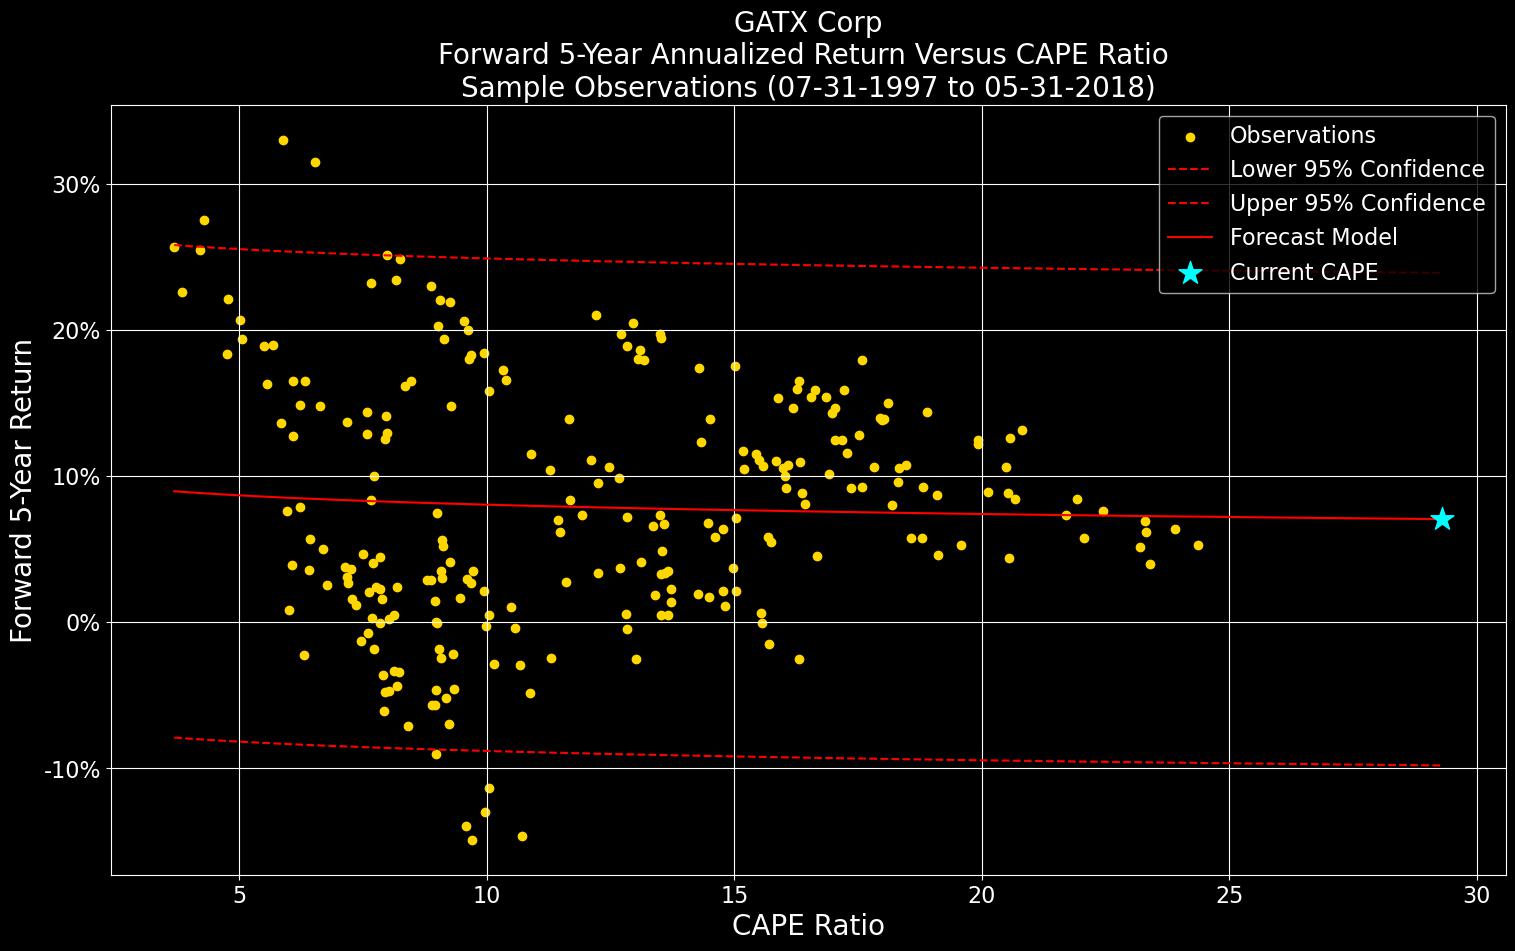 GATX Corp
Forward 5-Year Annualized Return Versus CAPE Ratio
Sample Observations (07-31-1997 to 05-31-2018)
Observations
Lower 95% Confidence
Upper 95% Confidence
Forecast Model
Current CAPE
Forward 5-Year Return
30%
20%
10%
0%
-10%
5 10 15 20 25 30
CAPE Ratio